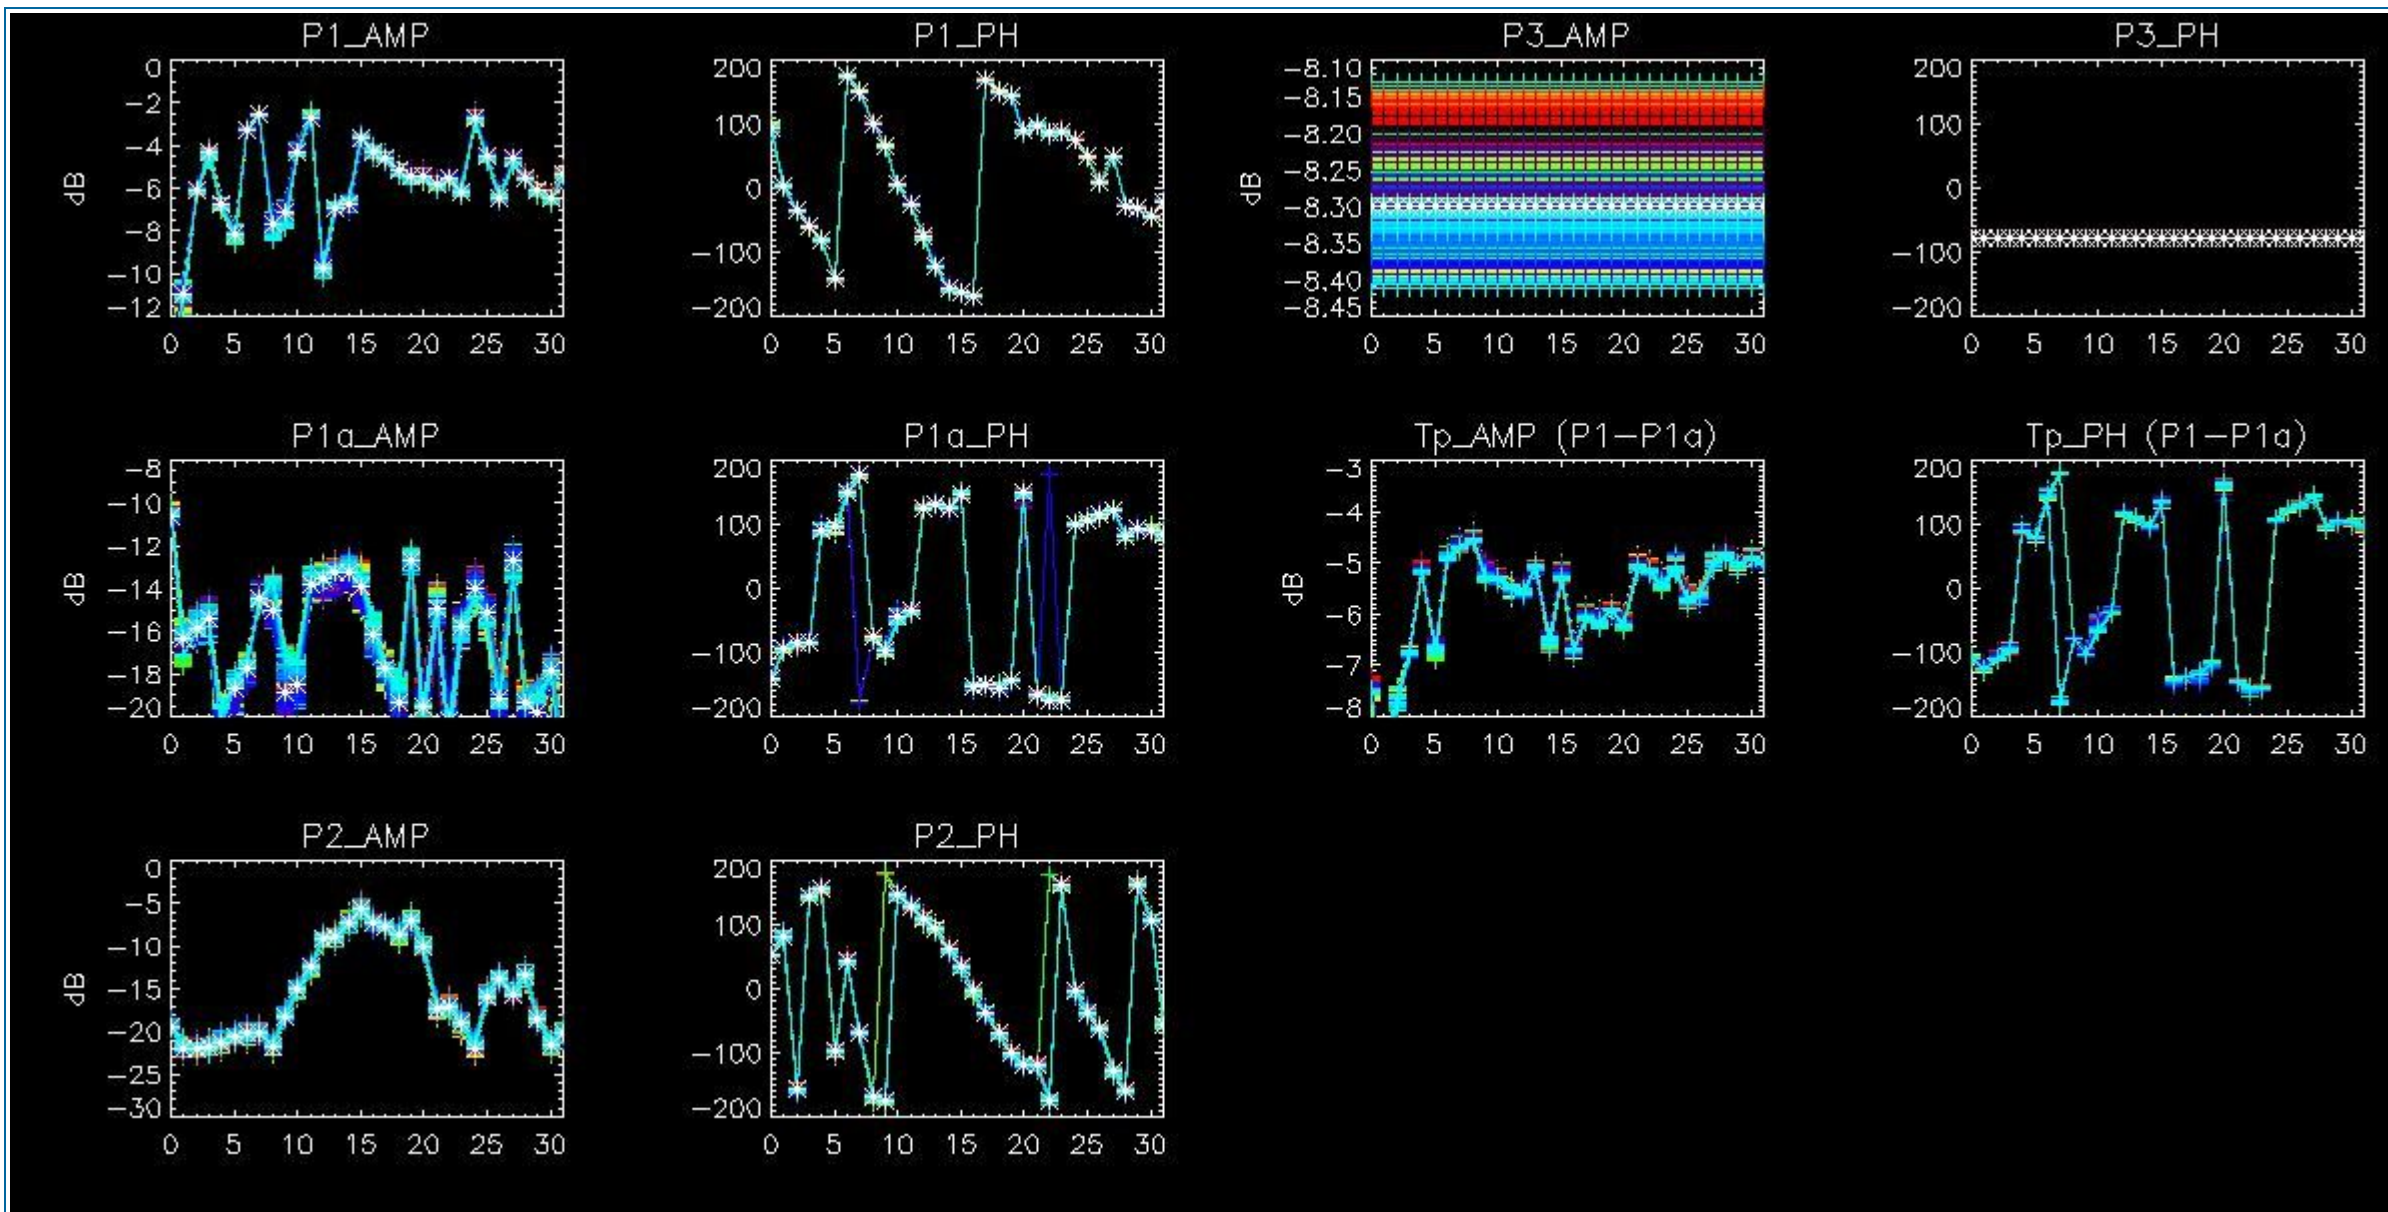 P1_AMP P1_PH P3_AMP P3_PH
0 200 −8.10 200
−2 −8.15
−4 100 −8.20 100
dB −6 0 dB −8.25 0
−8 −8.30
−10 −100 −8.35 −100
−8.40
−12 −200 −8.45 −200
0 5 10 15 20 25 30 0 5 10 15 20 25 30 0 5 10 15 20 25 30 0 5 10 15 20 25 30
P1a_AMP P1a_PH Tp_AMP (P1−P1a) Tp_PH (P1−P1a)
−8 200 −3 200
−10 100 −4 100
−12
dB −14 0 dB −5 0
−16 −6
−18 −100 −7 −100
−20 −200 −8 −200
0 5 10 15 20 25 30 0 5 10 15 20 25 30 0 5 10 15 20 25 30 0 5 10 15 20 25 30
P2_AMP P2_PH
0 200
−5 100
−10
dB −15 0
−20
−25 −100
−30 −200
0 5 10 15 20 25 30 0 5 10 15 20 25 30